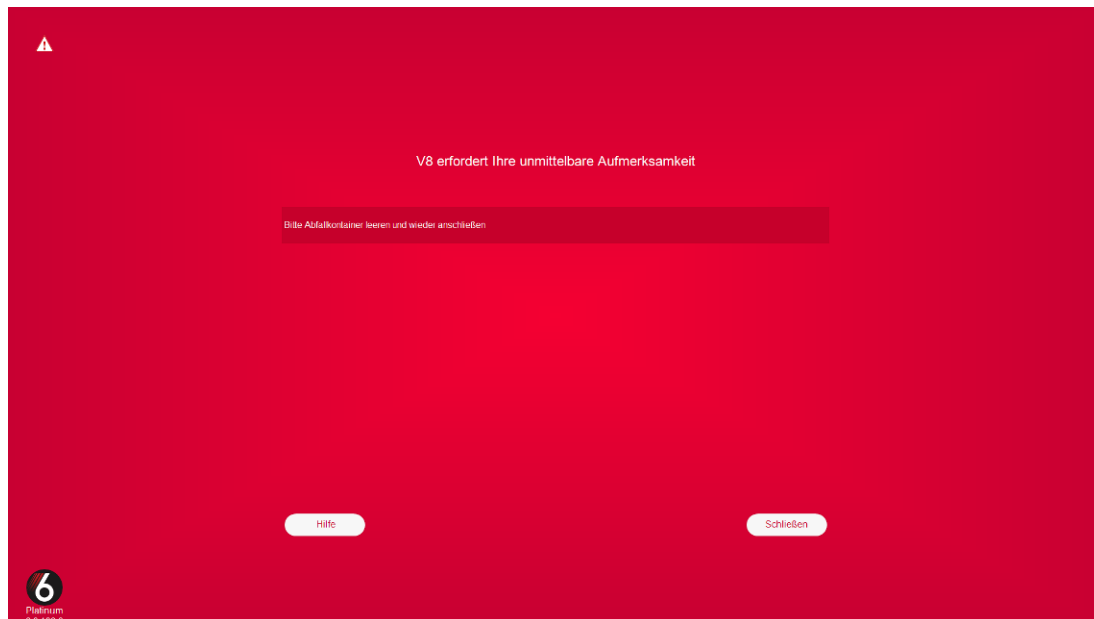 V8 erfordert Ihre unmittelbare Aufmerksamkeit
Bitte Abfallkontainer leeren und wieder anschließen
Hilfe
Schließen
6
Platinum